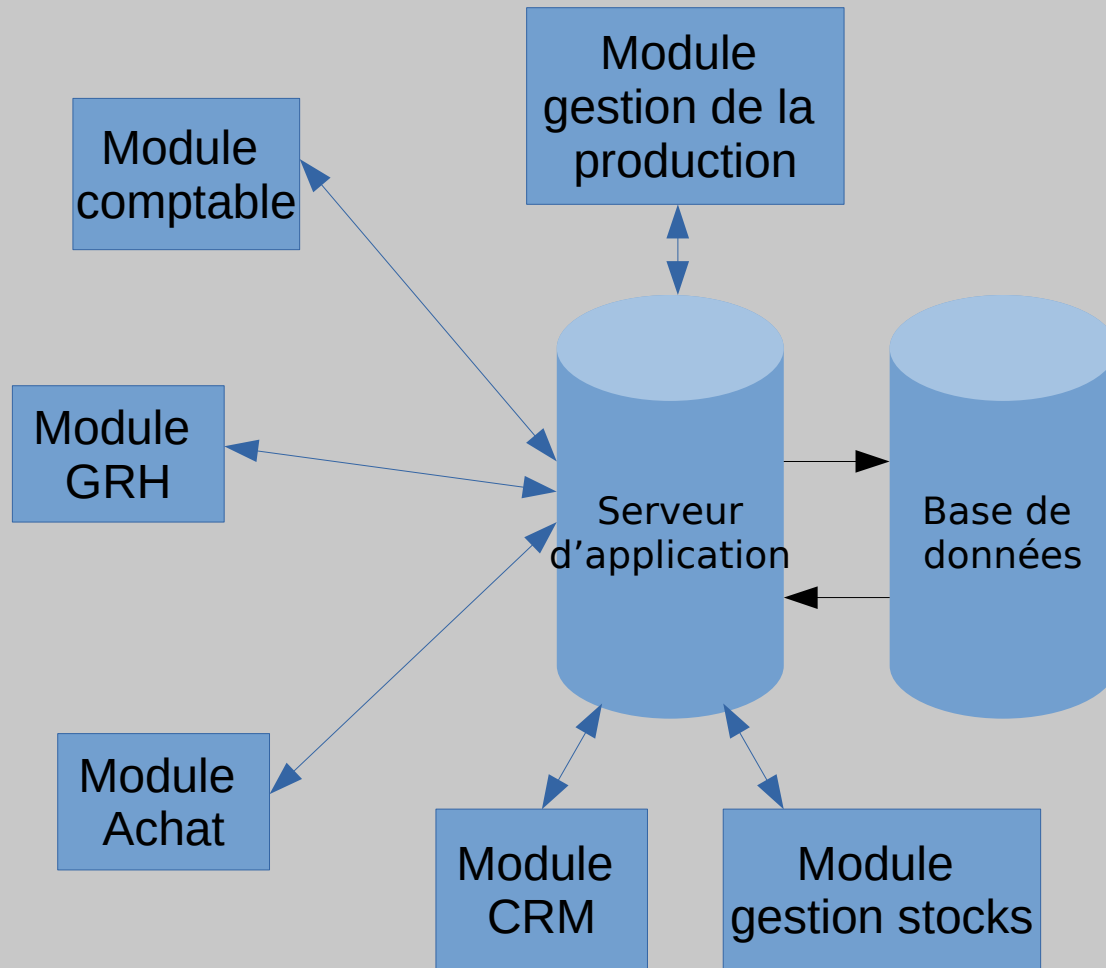 Module
gestion de la
production
Module
comptable
Module
GRH
Serveur
d’application
Base de
données
Module
Achat
Module
CRM
Module
gestion stocks